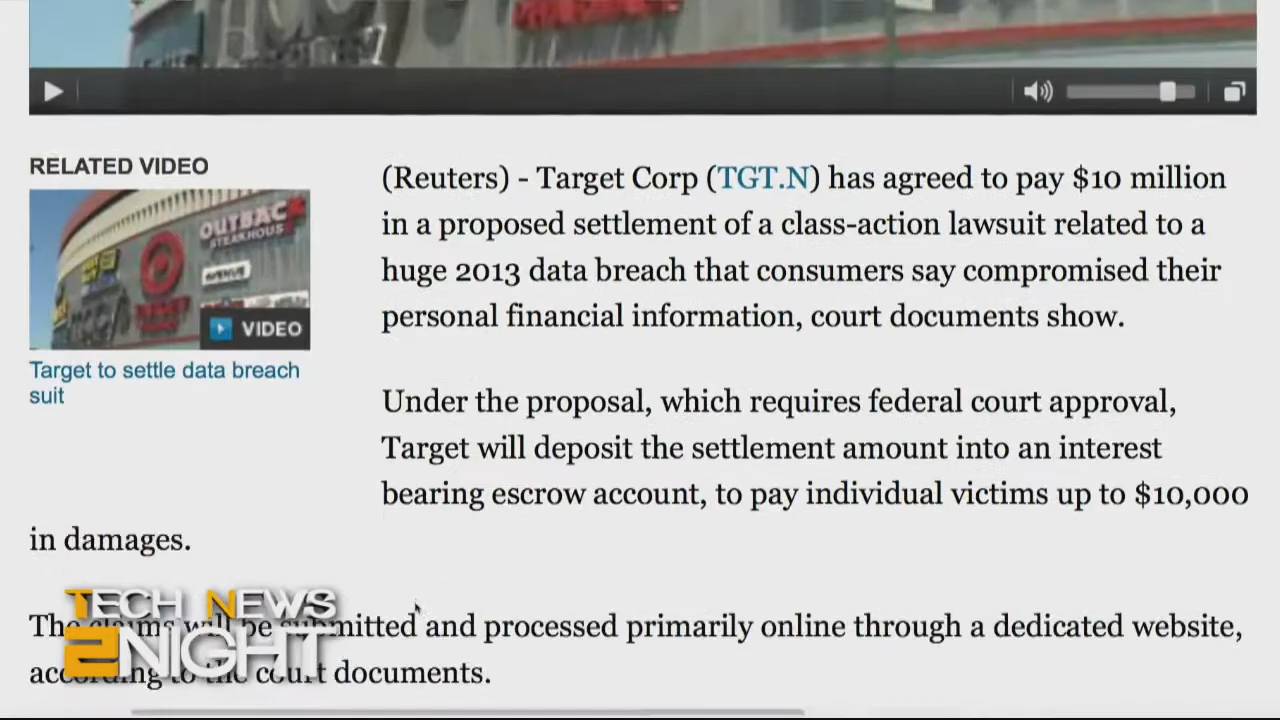 RELATED VIDEO
OUTBACK
STEAKHOUSE
VIDEO
Target to settle data breach
suit
(Reuters) - Target Corp (TGT.N) has agreed to pay $10 million
in a proposed settlement of a class-action lawsuit related to a
huge 2013 data breach that consumers say compromised their
personal financial information, court documents show.
Under the proposal, which requires federal court approval,
Target will deposit the settlement amount into an interest
bearing escrow account, to pay individual victims up to $10,000
in damages.
The claims will be submitted and processed primarily online through a dedicated website,
according to the court documents.
TECH NEWS
2NIGHT